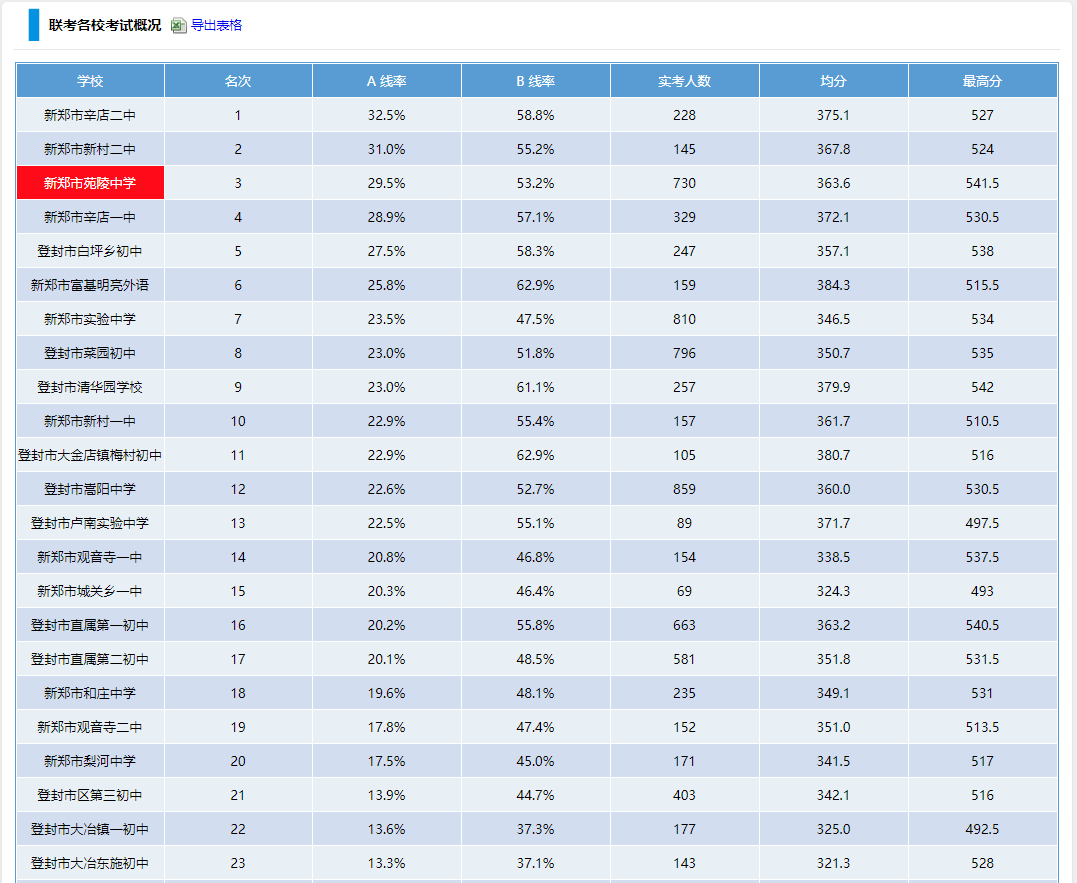 联考各校考试概况 导出表格
学校 名次 A 线率 B 线率 实考人数 均分 最高分
新郑市辛店二中 1 32.5% 58.8% 228 375.1 527
新郑市新村二中 2 31.0% 55.2% 145 367.8 524
新郑市苑陵中学 3 29.5% 53.2% 730 363.6 541.5
新郑市辛店一中 4 28.9% 57.1% 329 372.1 530.5
登封市白坪乡初中 5 27.5% 58.3% 247 357.1 538
新郑市富基明亮外语 6 25.8% 62.9% 159 384.3 515.5
新郑市实验中学 7 23.5% 47.5% 810 346.5 534
登封市菜园初中 8 23.0% 51.8% 796 350.7 535
登封市清华园学校 9 23.0% 61.1% 257 379.9 542
新郑市新村一中 10 22.9% 55.4% 157 361.7 510.5
登封市大金店镇梅村初中 11 22.9% 62.9% 105 380.7 516
登封市嵩阳中学 12 22.6% 52.7% 859 360.0 530.5
登封市卢南实验中学 13 22.5% 55.1% 89 371.7 497.5
新郑市观音寺一中 14 20.8% 46.8% 154 338.5 537.5
新郑市城关乡一中 15 20.3% 46.4% 69 324.3 493
登封市直属第一初中 16 20.2% 55.8% 663 363.2 540.5
登封市直属第二初中 17 20.1% 48.5% 581 351.8 531.5
新郑市和庄中学 18 19.6% 48.1% 235 349.1 531
新郑市观音寺二中 19 17.8% 47.4% 152 351.0 513.5
新郑市梨河中学 20 17.5% 45.0% 171 341.5 517
登封市区第三初中 21 13.9% 44.7% 403 342.1 516
登封市大冶镇一初中 22 13.6% 37.3% 177 325.0 492.5
登封市大冶东施初中 23 13.3% 37.1% 143 321.3 528